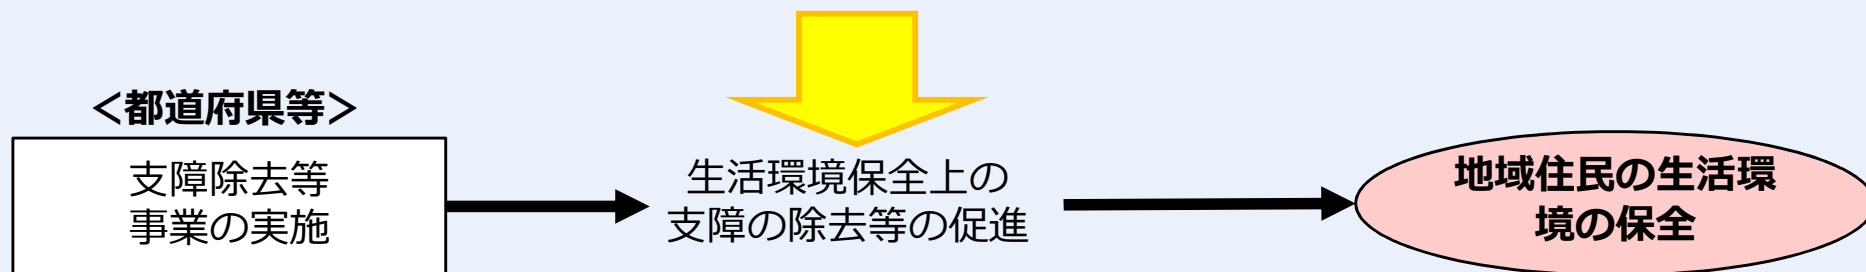 ＜都道府県等＞
支障除去等
事業の実施
生活環境保全上の
支障の除去等の促進
地域住民の生活環
境の保全